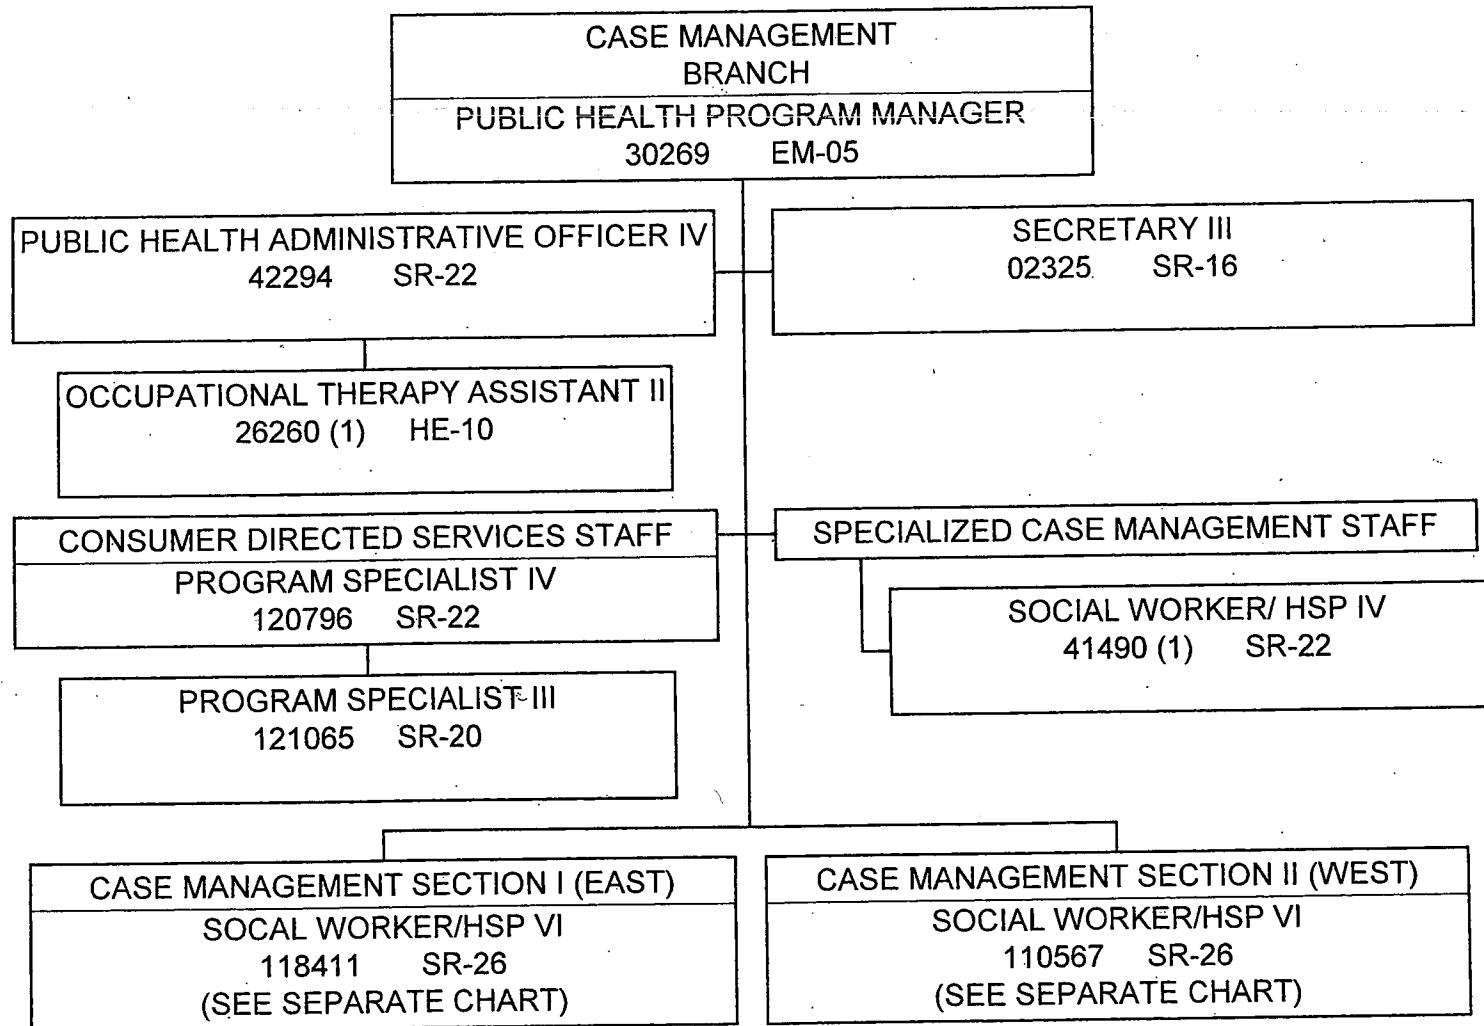 CASE MANAGEMENT
BRANCH
PUBLIC HEALTH PROGRAM MANAGER
30269 EM-05
PUBLIC HEALTH ADMINISTRATIVE OFFICER IV
42294 SR-22
SECRETARY III
02325 SR-16
OCCUPATIONAL THERAPY ASSISTANT II
26260 (1) HE-10
CONSUMER DIRECTED SERVICES STAFF
PROGRAM SPECIALIST IV
120796 SR-22
SPECIALIZED CASE MANAGEMENT STAFF
SOCIAL WORKER/ HSP IV
41490 (1) SR-22
PROGRAM SPECIALIST III
121065 SR-20
CASE MANAGEMENT SECTION I (EAST)
SOCAL WORKER/HSP VI
118411 SR-26
(SEE SEPARATE CHART)
CASE MANAGEMENT SECTION II (WEST)
SOCIAL WORKER/HSP VI
110567 SR-26
(SEE SEPARATE CHART)